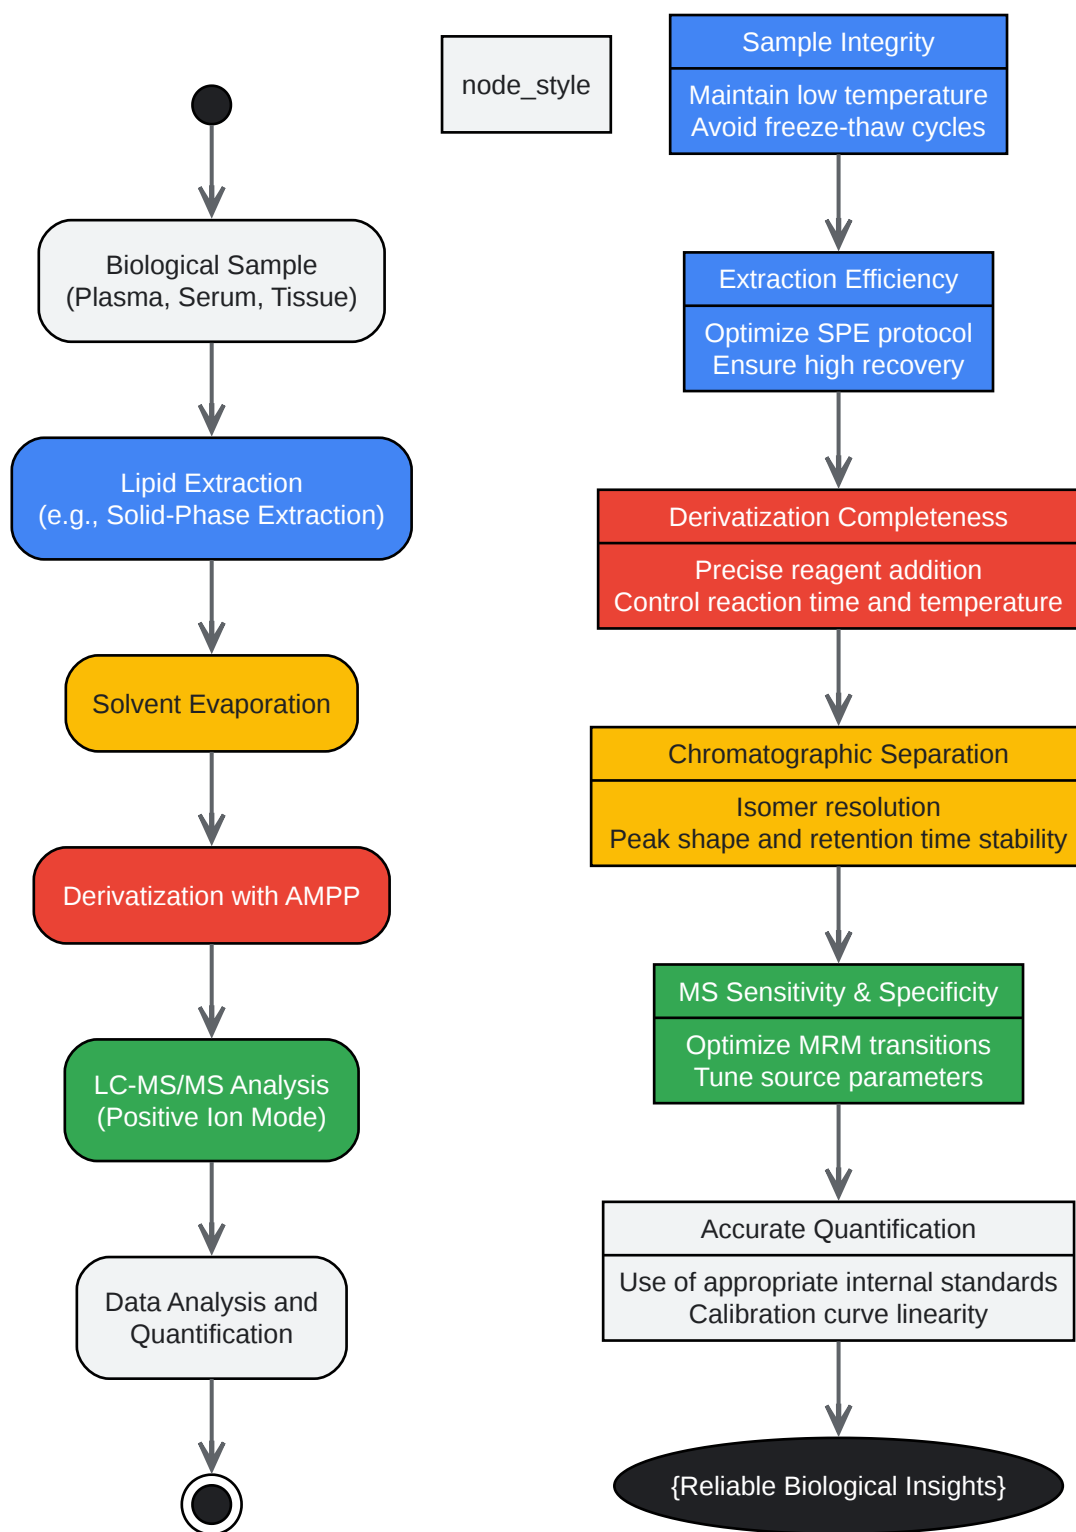 Biological Sample
(Plasma, Serum, Tissue)
Lipid Extraction
(e.g., Solid-Phase Extraction)
Solvent Evaporation
Derivatization with AMPP
LC-MS/MS Analysis
(Positive Ion Mode)
Data Analysis and
Quantification
node_style
Sample Integrity
Maintain low temperature
Avoid freeze-thaw cycles
Extraction Efficiency
Optimize SPE protocol
Ensure high recovery
Derivatization Completeness
Precise reagent addition
Control reaction time and temperature
Chromatographic Separation
Isomer resolution
Peak shape and retention time stability
MS Sensitivity & Specificity
Optimize MRM transitions
Tune source parameters
Accurate Quantification
Use of appropriate internal standards
Calibration curve linearity
{Reliable Biological Insights}